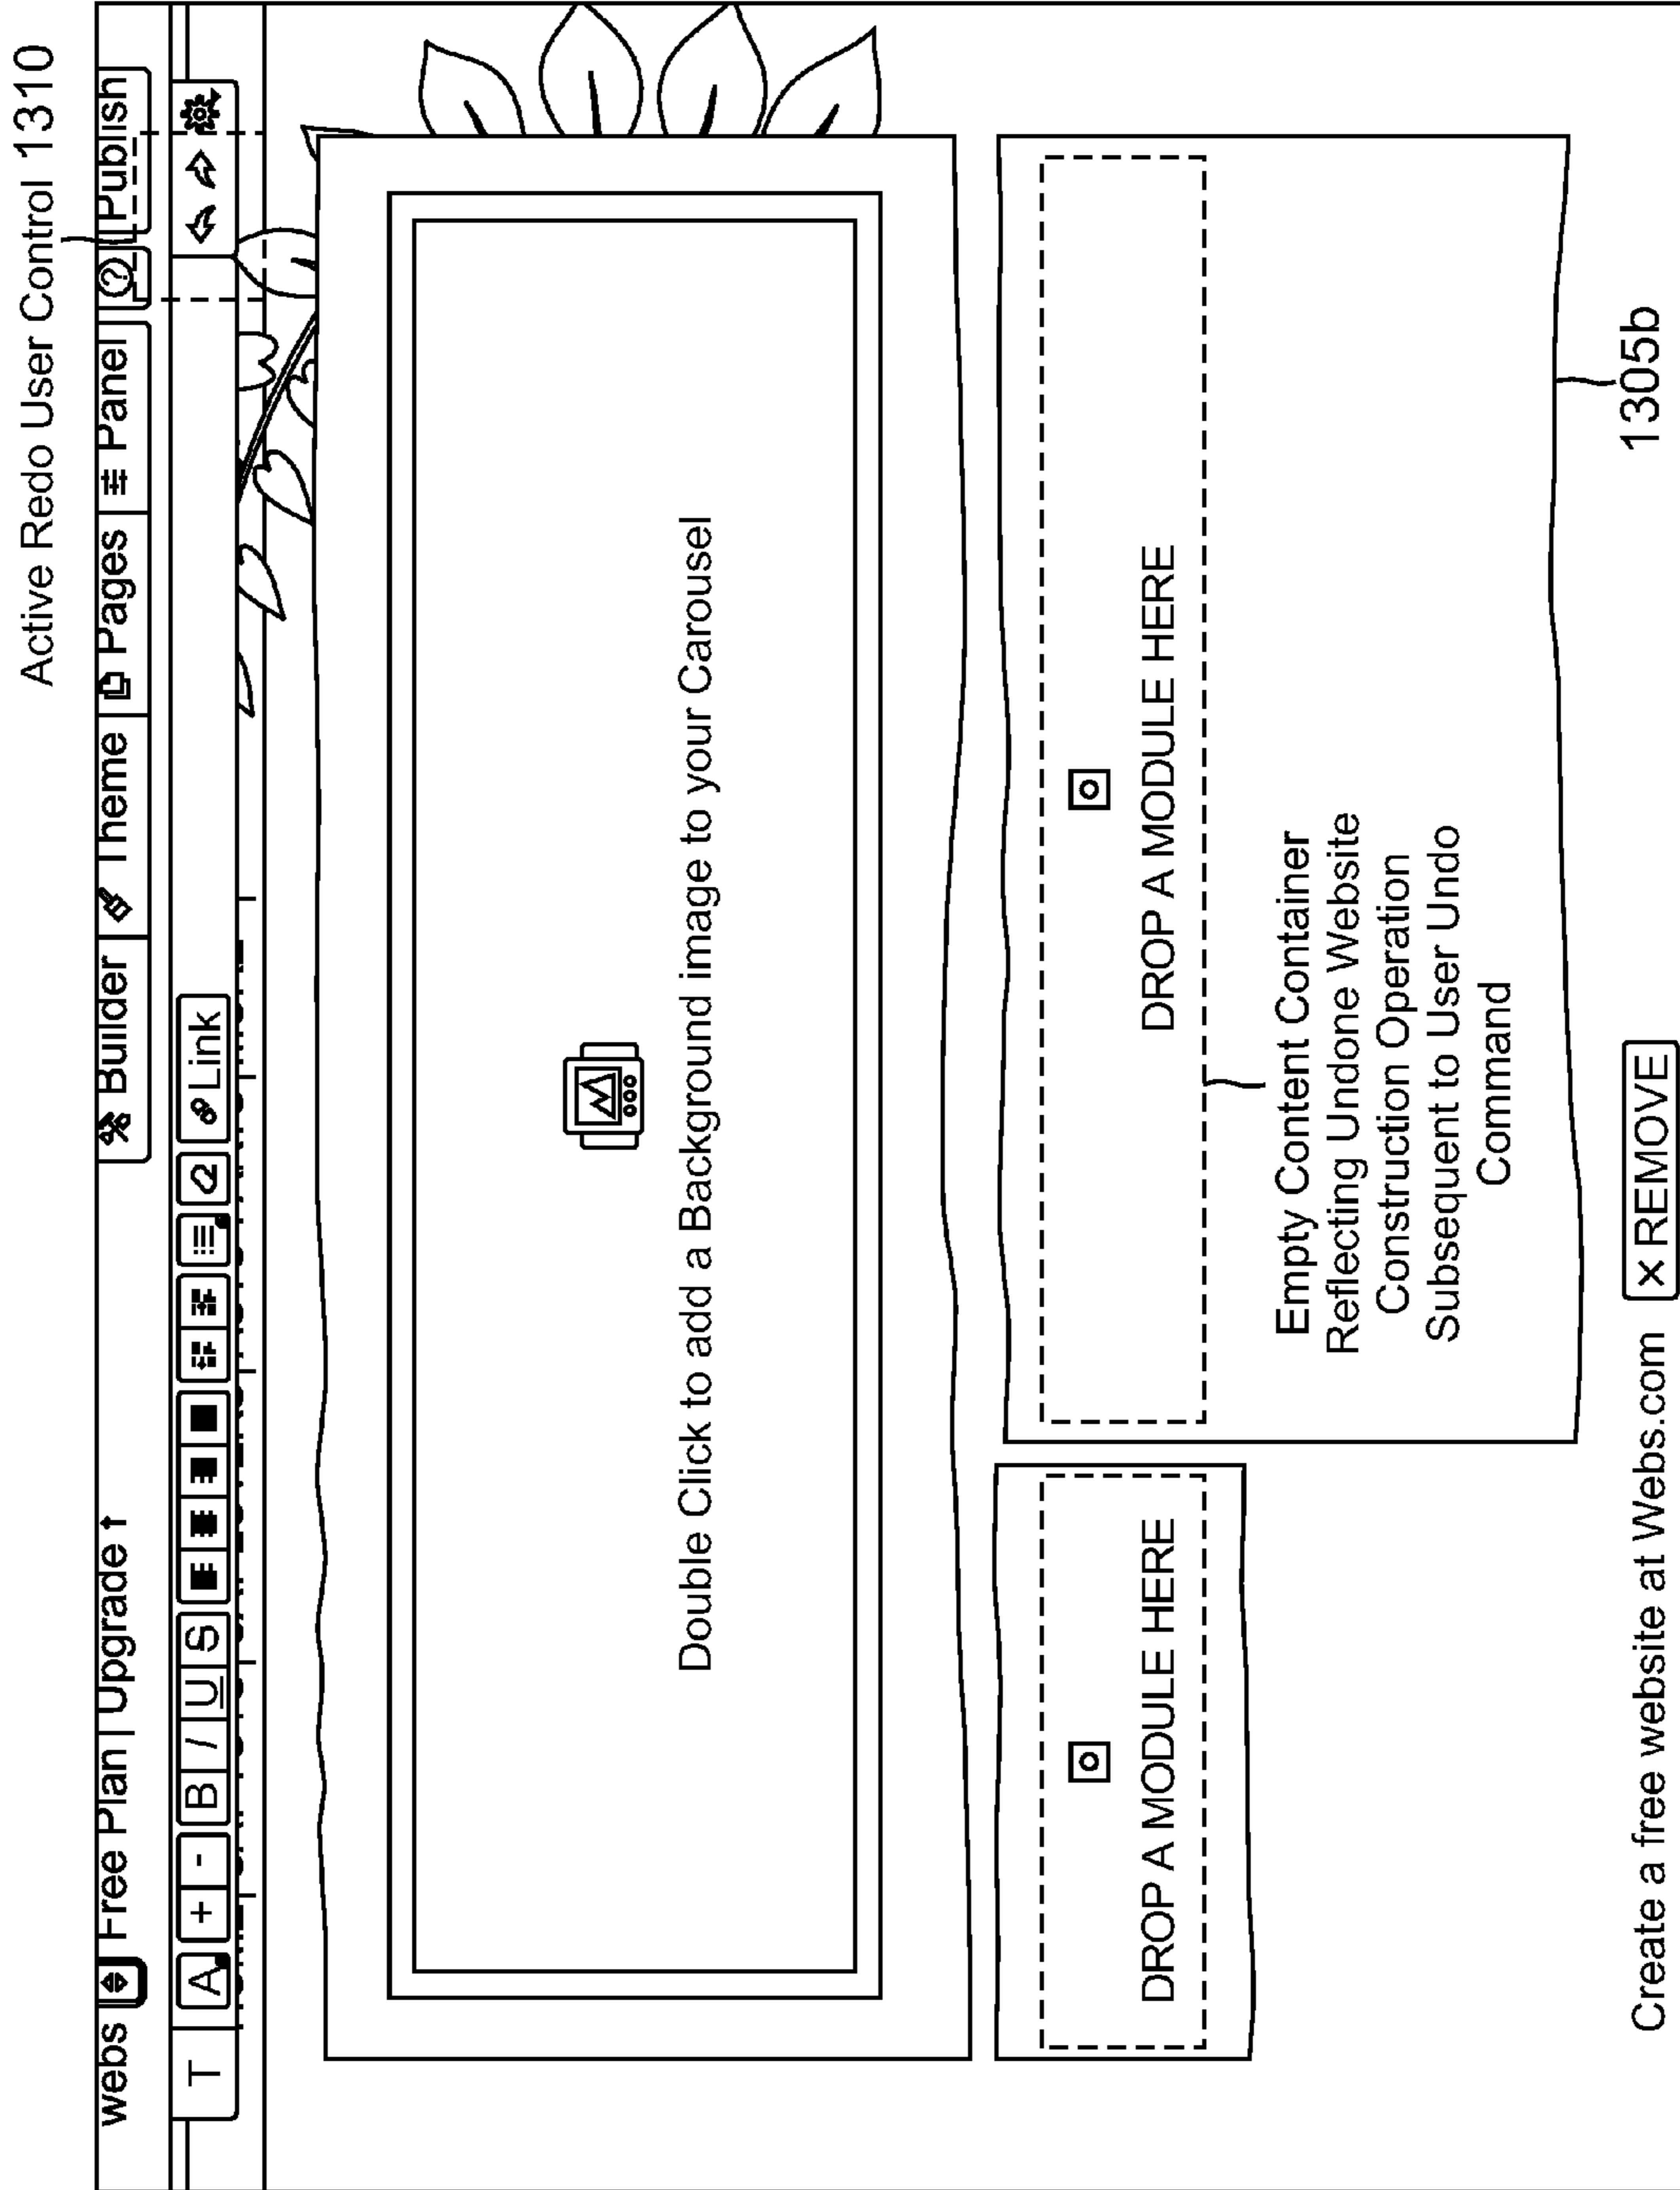 Active Redo User Control 1310
webs Free Plan | Upgrade
Builder Theme Pages Panel ? Publish
T A + - B I U S Link
Double Click to add a Background image to your Carousel
DROP A MODULE HERE
DROP A MODULE HERE
Empty Content Container
Reflecting Undone Website
Construction Operation
Subsequent to User Undo
Command
1305b
Create a free website at Webs.com × REMOVE